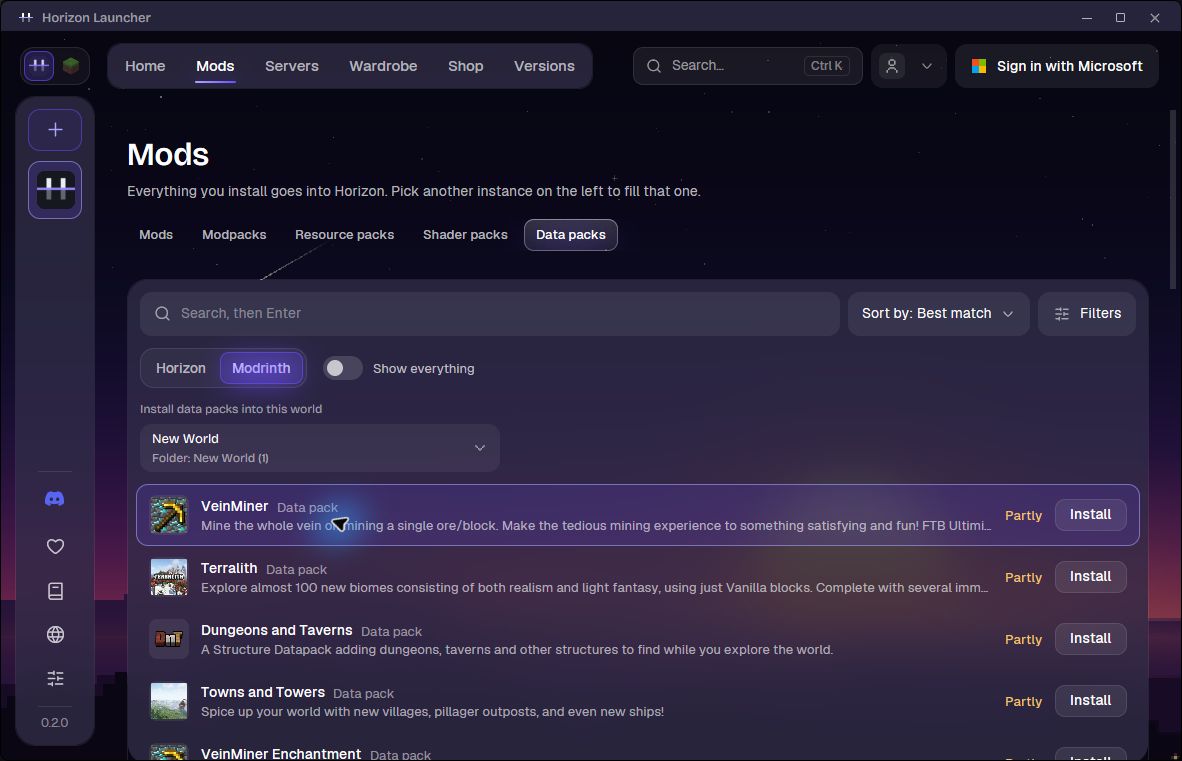 Horizon Launcher
Home Mods Servers Wardrobe Shop Versions
Search... Ctrl K
Sign in with Microsoft
Mods
Everything you install goes into Horizon. Pick another instance on the left to fill that one.
Mods Modpacks Resource packs Shader packs Data packs
Search, then Enter
Sort by: Best match
Filters
Horizon Modrinth Show everything
Install data packs into this world
New World
Folder: New World (1)
VeinMiner Data pack
Mine the whole vein mining a single ore/block. Make the tedious mining experience to something satisfying and fun! FTB Ultimi...
Partly Install
Terralith Data pack
Explore almost 100 new biomes consisting of both realism and light fantasy, using just Vanilla blocks. Complete with several imm...
Partly Install
DnT
Dungeons and Taverns Data pack
A Structure Datapack adding dungeons, taverns and other structures to find while you explore the world.
Partly Install
Towns and Towers Data pack
Spice up your world with new villages, pillager outposts, and even new ships!
Partly Install
VeinMiner Enchantment Data pack
Install
0.2.0